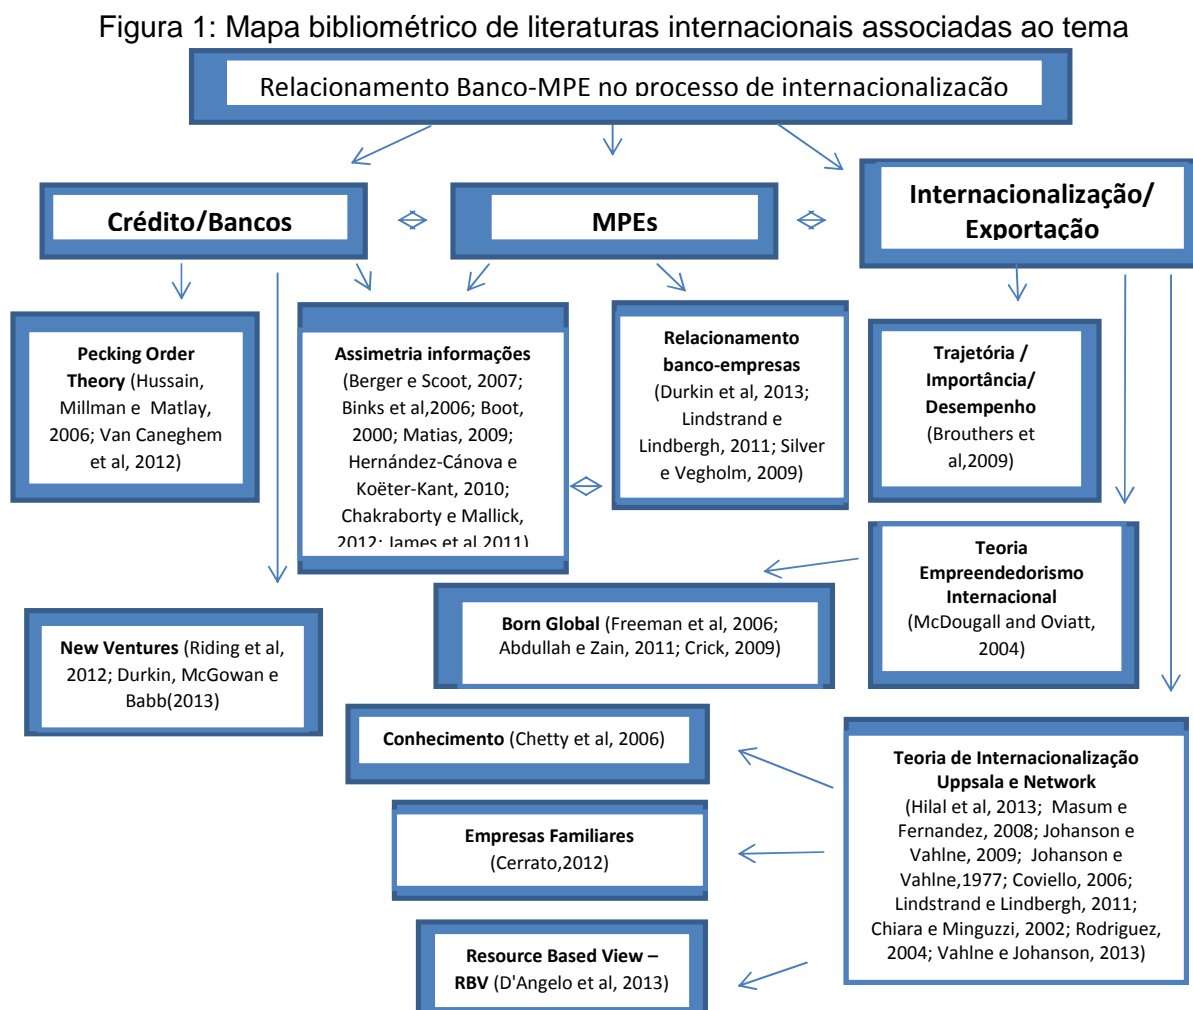 Figura 1: Mapa bibliométrico de literaturas internacionais associadas ao tema
Relacionamento Banco-MPE no processo de internacionalização
Crédito/Bancos
MPEs
Internacionalização/
Exportação
Pecking Order
Theory (Hussain,
Millman e Matlay,
2006; Van Caneghem
et al, 2012)
Assimetria informações
(Berger e Scoot, 2007;
Binks et al,2006; Boot,
2000; Matias, 2009;
Hernández-Cánova e
Koëter-Kant, 2010;
Chakraborty e Mallick,
2012; James et al 2011)
Relacionamento
banco-empresas
(Durkin et al, 2013;
Lindstrand e
Lindbergh, 2011; Silver
e Vegholm, 2009)
Trajetória /
Importância/
Desempenho
(Brouthers et
al,2009)
Teoria
Empreendedorismo
Internacional
(McDougall and Oviatt,
2004)
Born Global (Freeman et al, 2006;
Abdullah e Zain, 2011; Crick, 2009)
New Ventures (Riding et al,
2012; Durkin, McGowan e
Babb(2013)
Conhecimento (Chetty et al, 2006)
Empresas Familiares
(Cerrato,2012)
Resource Based View –
RBV (D'Angelo et al, 2013)
Teoria de Internacionalização
Uppsala e Network
(Hilal et al, 2013; Masum e
Fernandez, 2008; Johanson e
Vahlne, 2009; Johanson e
Vahlne,1977; Coviello, 2006;
Lindstrand e Lindbergh, 2011;
Chiara e Minguzzi, 2002; Rodriguez,
2004; Vahlne e Johanson, 2013)